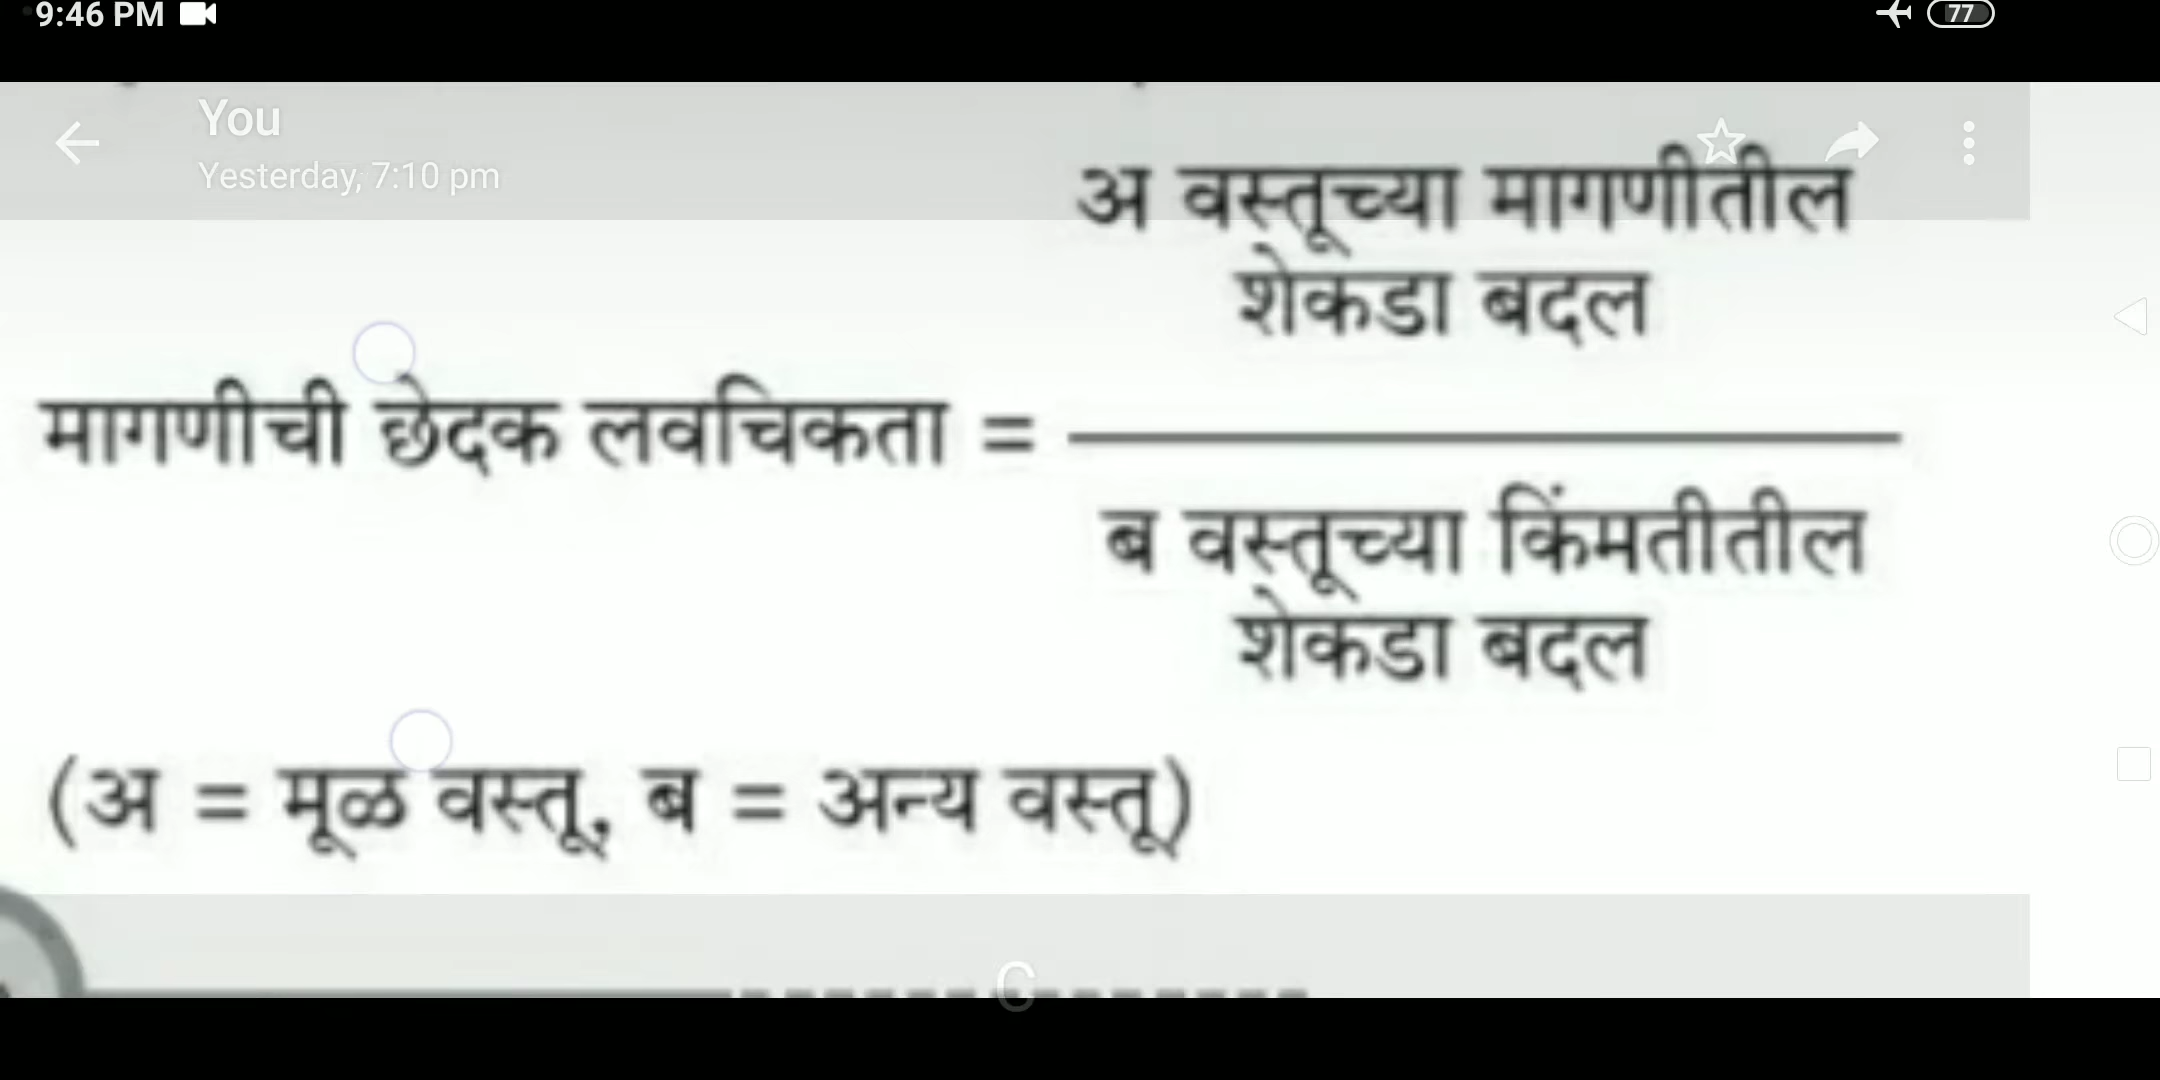 9:46 PM
77
You
Yesterday, 7:10 pm
अ वस्तूच्या मागणीतील
शेकडा बदल
मागणीची छेदक लवचिकता =
ब वस्तूच्या किंमतीतील
शेकडा बदल
(अ = मूळ वस्तू, ब = अन्य वस्तू)